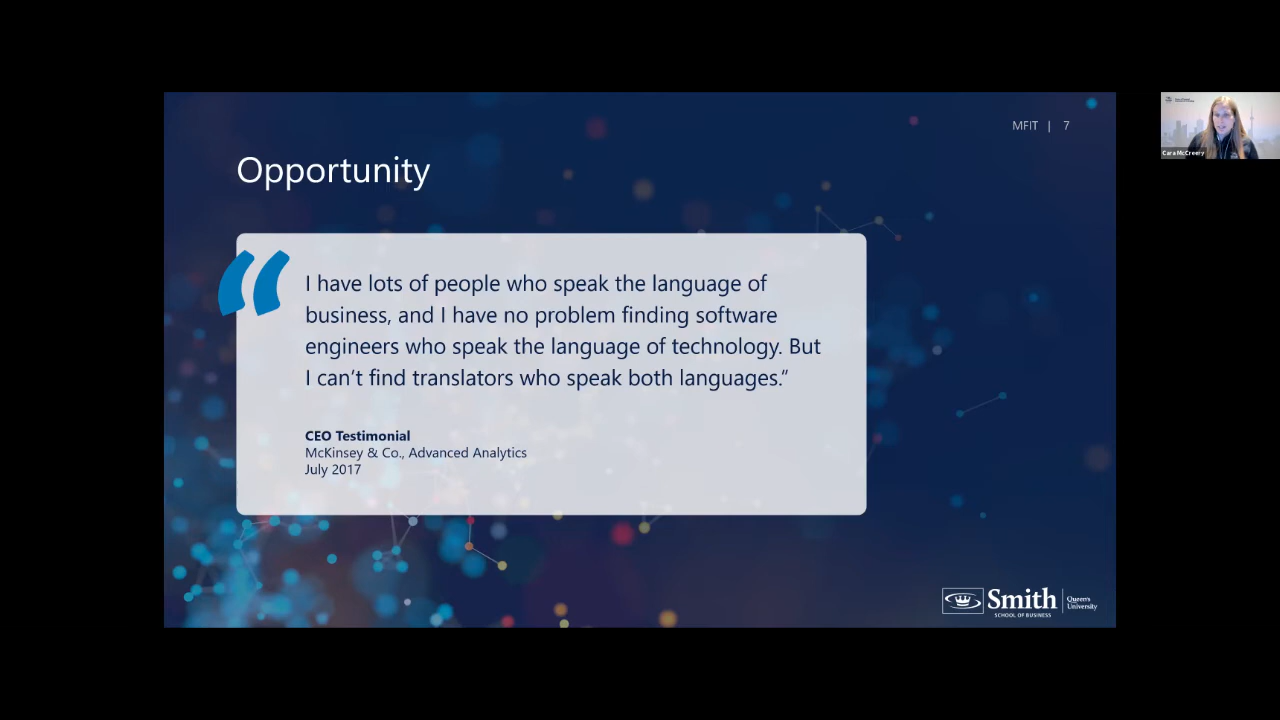 MFIT | 7
Opportunity
“
I have lots of people who speak the language of
business, and I have no problem finding software
engineers who speak the language of technology. But
I can’t find translators who speak both languages.”
CEO Testimonial
McKinsey & Co., Advanced Analytics
July 2017
Cara McCreery
Smith
SCHOOL OF BUSINESS
Queen's
University